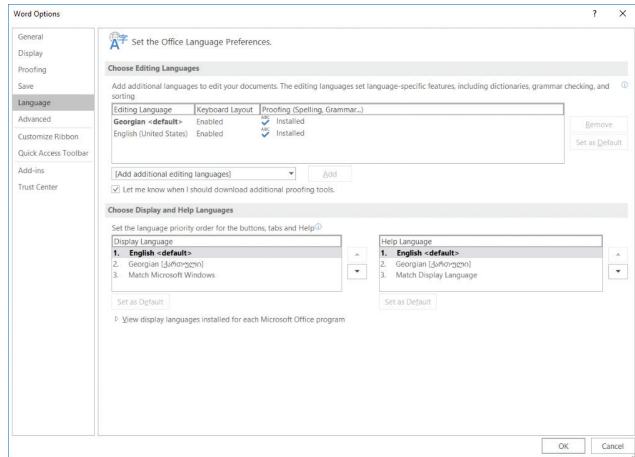 Word Options
General
Display
Proofing
Save
Language
Advanced
Customize Ribbon
Quick Access Toolbar
Add-ins
Trust Center
Set the Office Language Preferences.
Choose Editing Languages
Add additional languages to edit your documents. The editing languages set language-specific features, including dictionaries, grammar checking, and
sorting
Editing Language Keyboard Layout Proofing (Spelling, Grammar...)
Georgian <default> Enabled Installed
English (United States) Enabled Installed
Remove
Set as Default
[Add additional editing languages] Add
Let me know when I should download additional proofing tools.
Choose Display and Help Languages
Set the language priority order for the buttons, tabs and Help
Display Language
1. English <default>
2. Georgian [ქართული]
3. Match Microsoft Windows
Set as Default
Help Language
1. English <default>
2. Georgian [ქართული]
3. Match Display Language
Set as Default
View display languages installed for each Microsoft Office program
OK Cancel